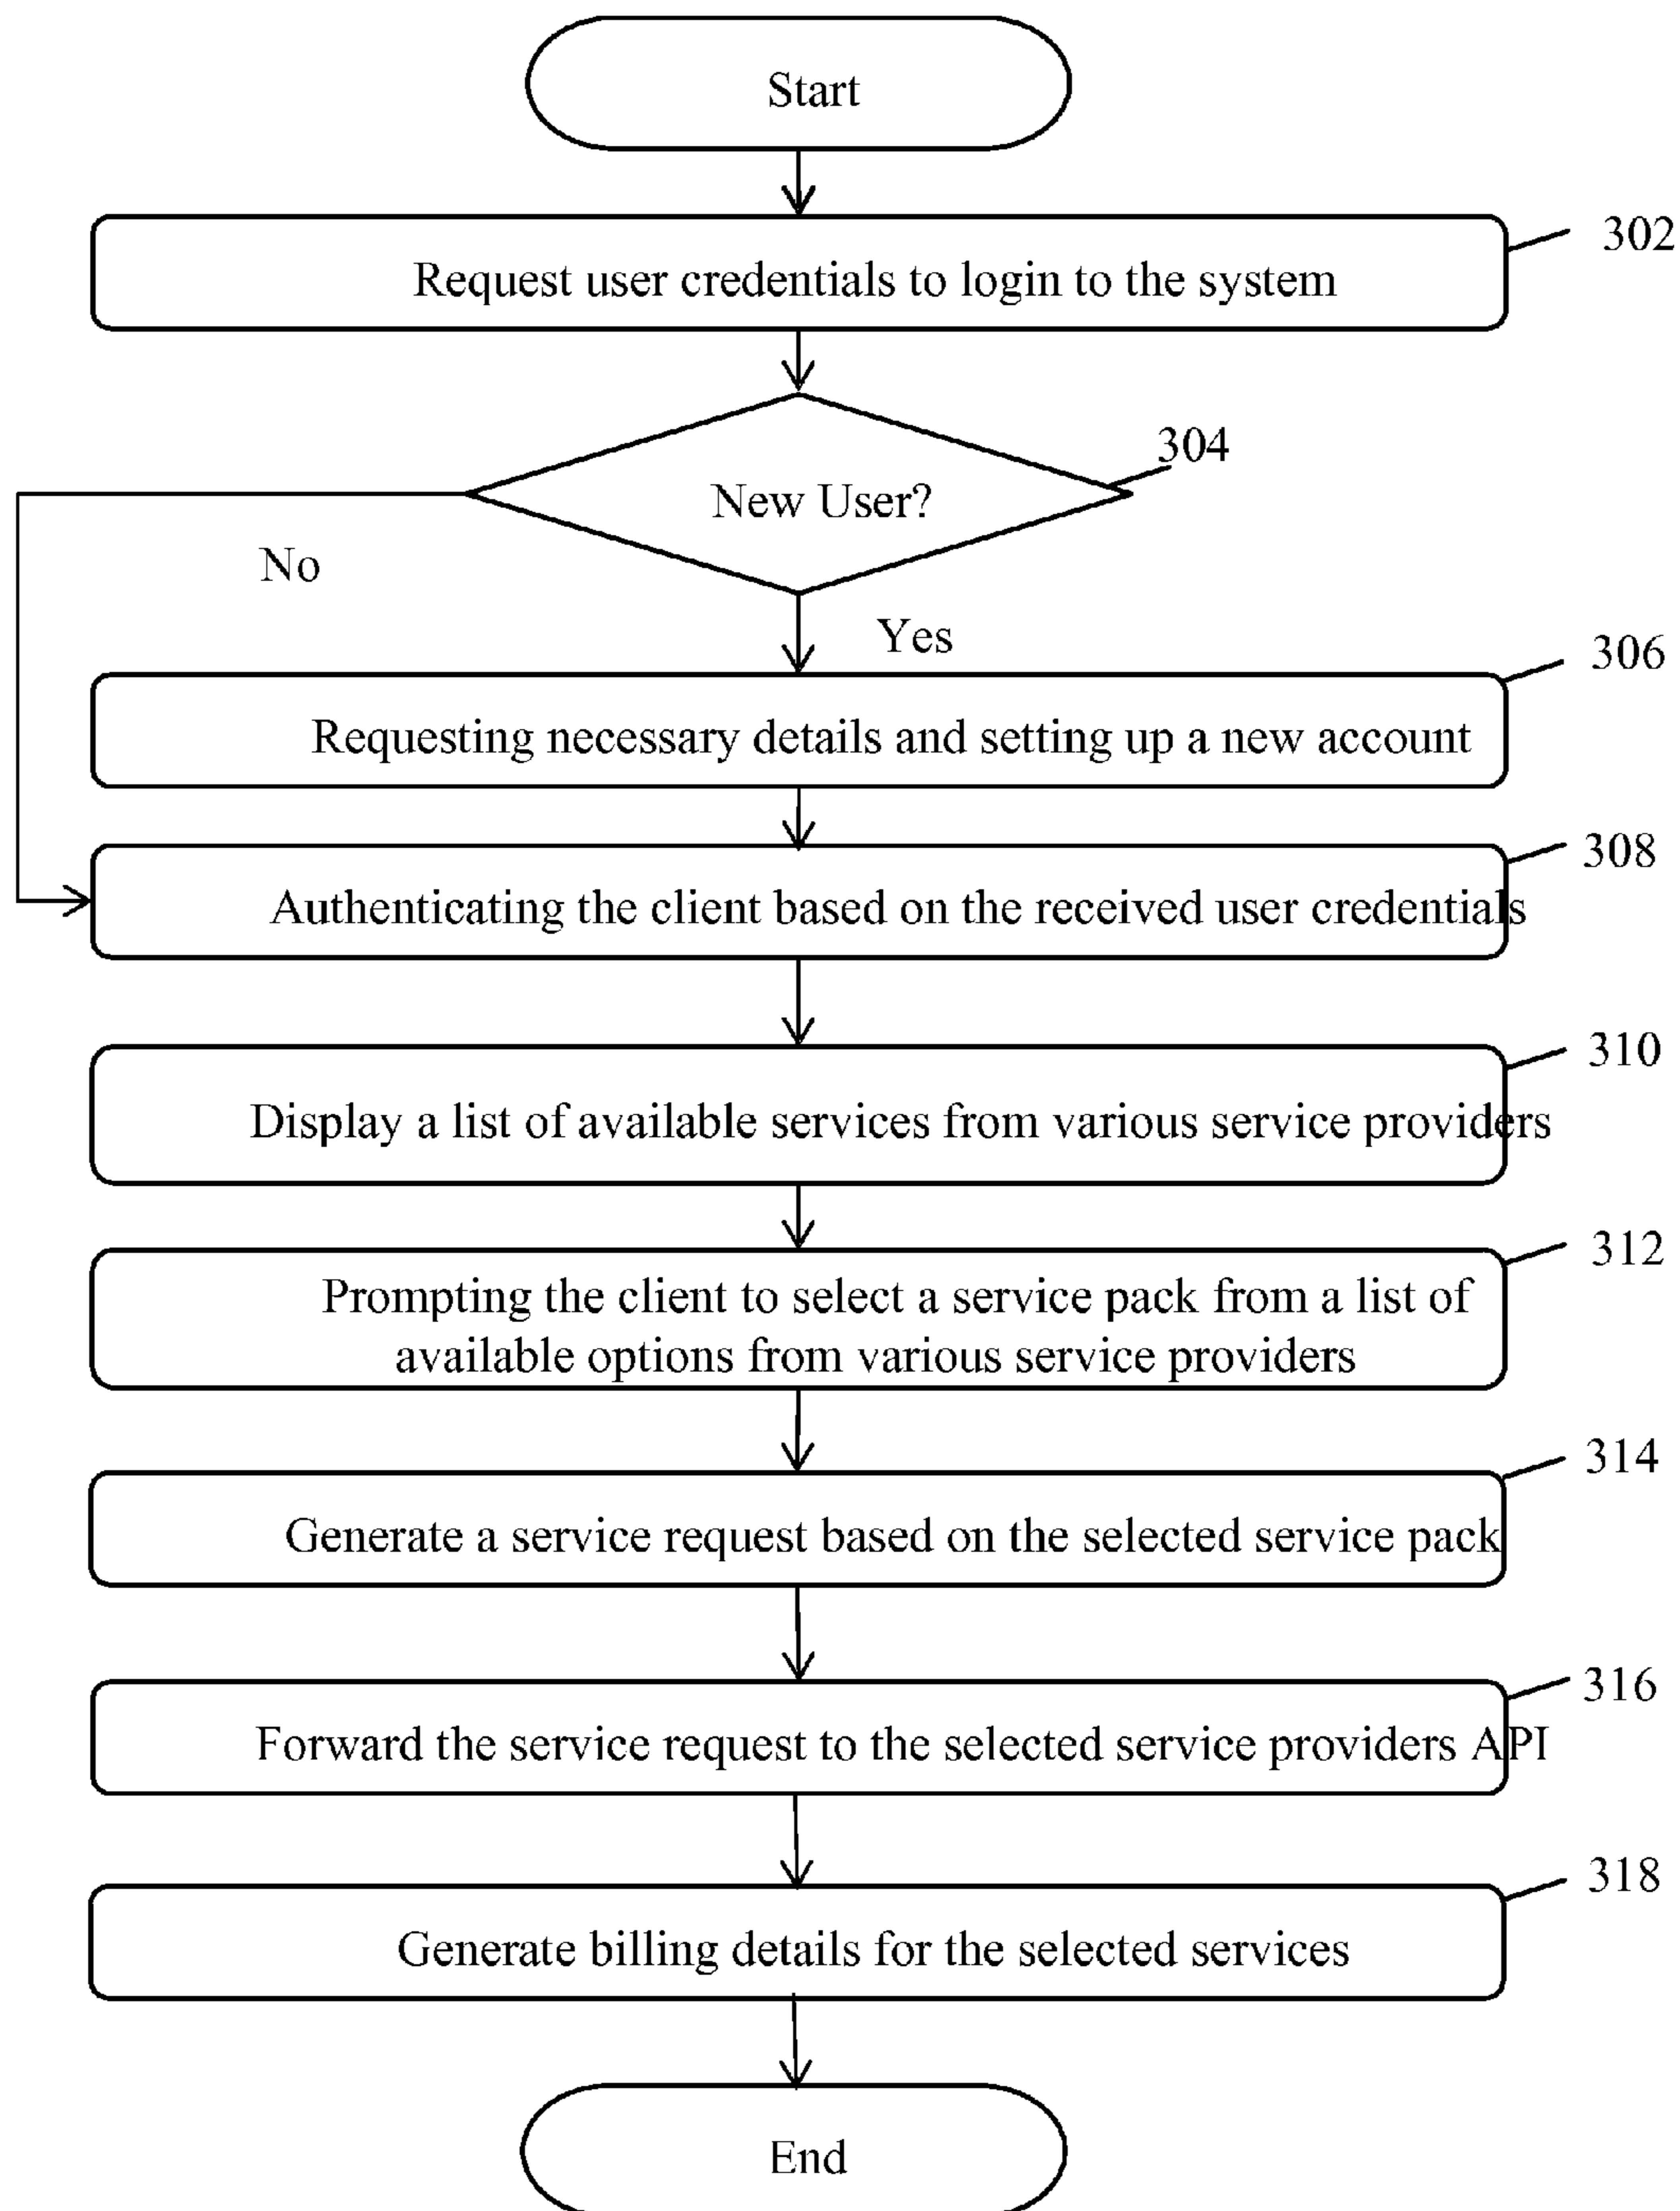 Start
302
Request user credentials to login to the system
304
New User?
No
Yes
306
Requesting necessary details and setting up a new account
308
Authenticating the client based on the received user credentials
310
Display a list of available services from various service providers
312
Prompting the client to select a service pack from a list of
available options from various service providers
314
Generate a service request based on the selected service pack
316
Forward the service request to the selected service providers API
318
Generate billing details for the selected services
End